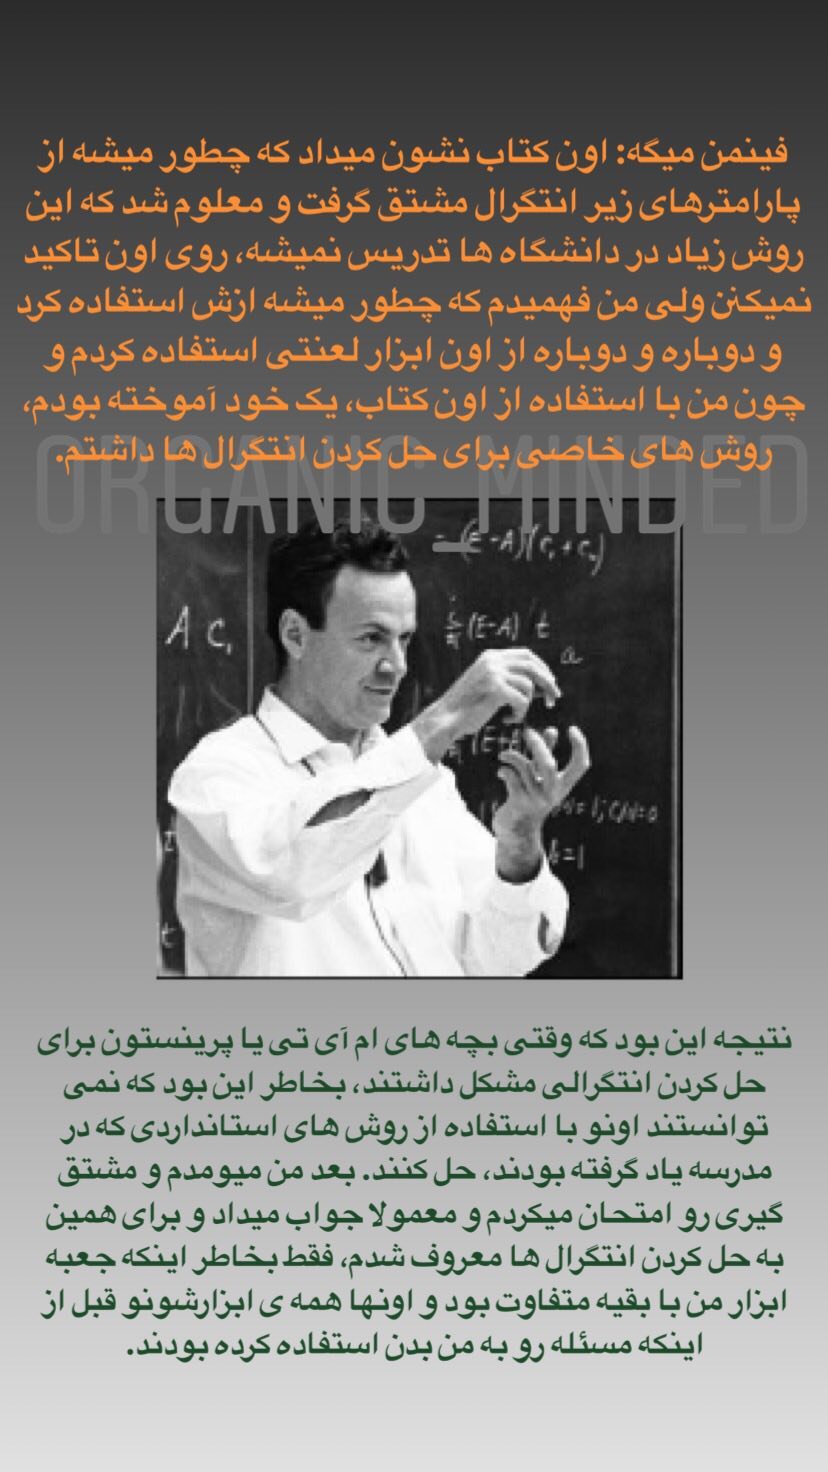 فینمن میگه: اون کتاب نشون میداد که چطور میشه از
پارامترهای زیر انتگرال مشتق گرفت و معلوم شد که این
روش زیاد در دانشگاه ها تدریس نمیشه، روی اون تاکید
نمیکنن ولی من فهمیدم که چطور میشه ازش استفاده کرد
و دوباره و دوباره از اون ابزار لعنتی استفاده کردم و
چون من با استفاده از اون کتاب، یک خود آموخته بودم،
روش های خاصی برای حل کردن انتگرال ها داشتم.
ORGANIC_MINDED
A C₁
(E-A)
t
a
b=1
t
نتیجه این بود که وقتی بچه های ام آی تی یا پرینستون برای
حل کردن انتگرالی مشکل داشتند، بخاطر این بود که نمی
توانستند اونو با استفاده از روش های استانداردی که در
مدرسه یاد گرفته بودند، حل کنند. بعد من میومدم و مشتق
گیری رو امتحان میکردم و معمولا جواب میداد و برای همین
به حل کردن انتگرال ها معروف شدم، فقط بخاطر اینکه جعبه
ابزار من با بقیه متفاوت بود و اونها همه ی ابزارشونو قبل از
اینکه مسئله رو به من بدن استفاده کرده بودند.